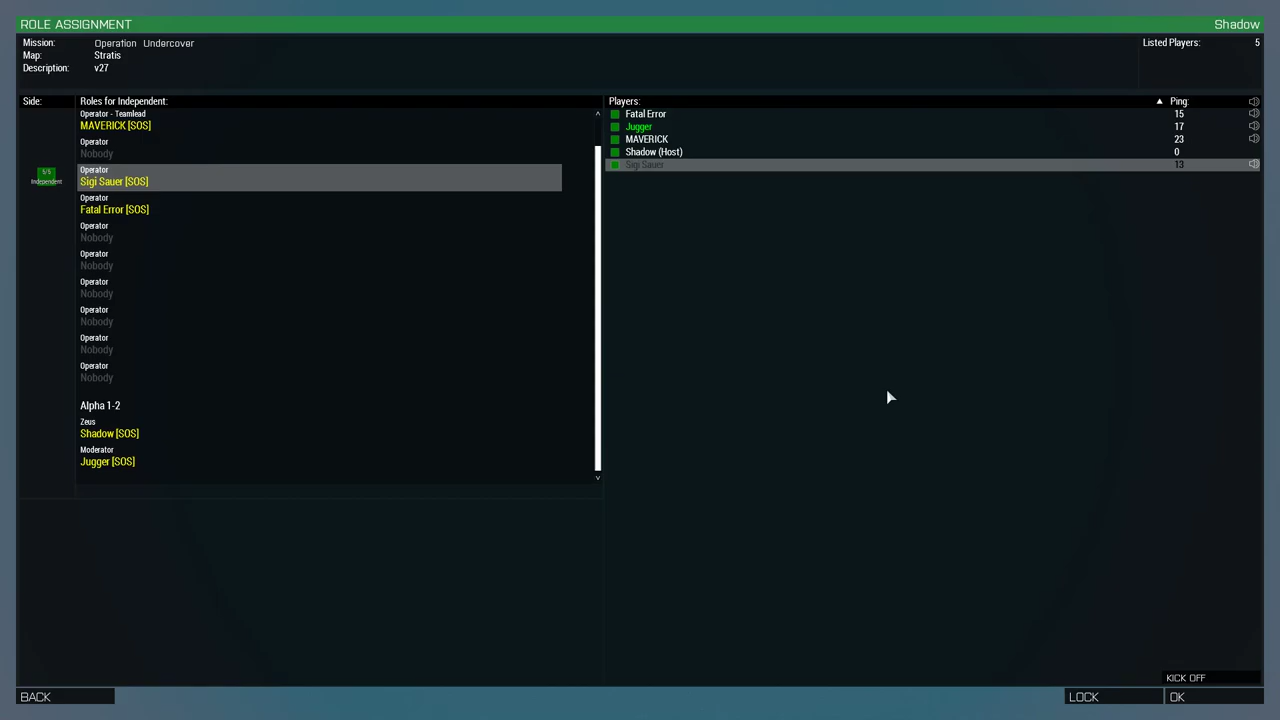 ROLE ASSIGNMENT Shadow
Mission: Operation Undercover Listed Players: 5
Map: Stratis
Description: v27
Side: Roles for Independent: Players: Ping:
Operator - Teamlead
MAVERICK [SOS]
Operator
Nobody
Operator
Sigi Sauer [SOS]
Operator
Fatal Error [SOS]
Operator
Nobody
Operator
Nobody
Operator
Nobody
Operator
Nobody
Operator
Nobody
Operator
Nobody
Alpha 1-2
Zeus
Shadow [SOS]
Moderator
Jugger [SOS]
5/5
Independent
Fatal Error 15
Jugger 17
MAVERICK 23
Shadow (Host) 0
Sigi Sauer 13
KICK OFF
BACK LOCK OK